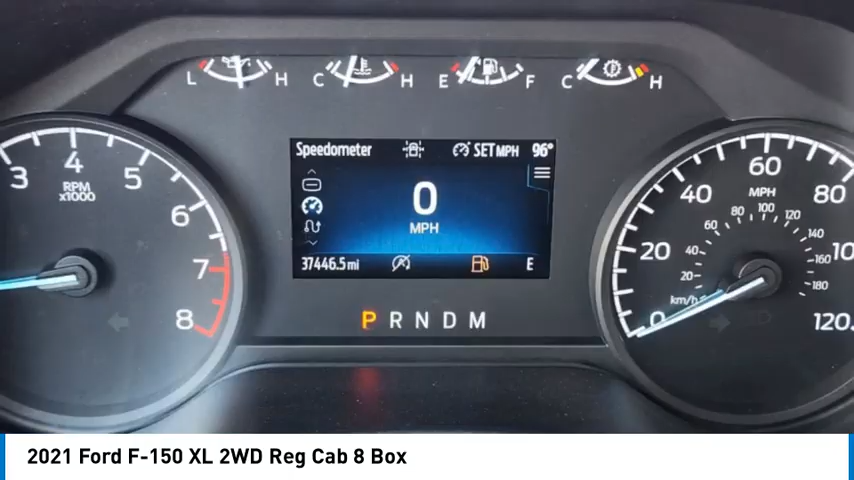 L H C H E F C H
Speedometer SET MPH 96°
3 4 5 6 7 8
RPM
x1000
0
MPH
37446.5 mi E
P R N D M
0 20 40 60 80 100 120
MPH
20 40 60 80 100 120 140 160 180
km/h
2021 Ford F-150 XL 2WD Reg Cab 8 Box